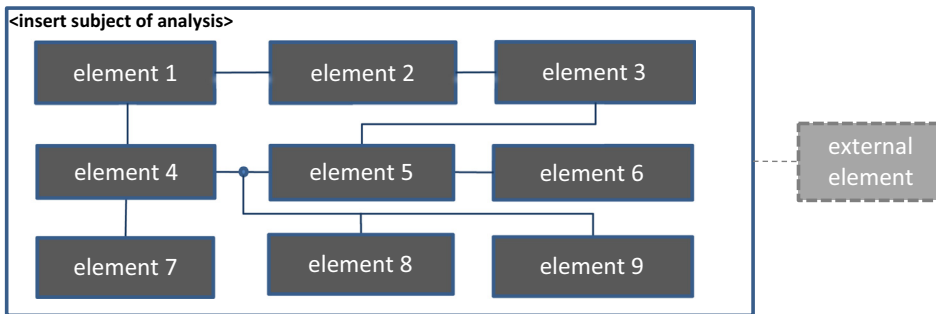 <insert subject of analysis>
element 1
element 2
element 3
element 4
element 5
element 6
external
element
element 7
element 8
element 9